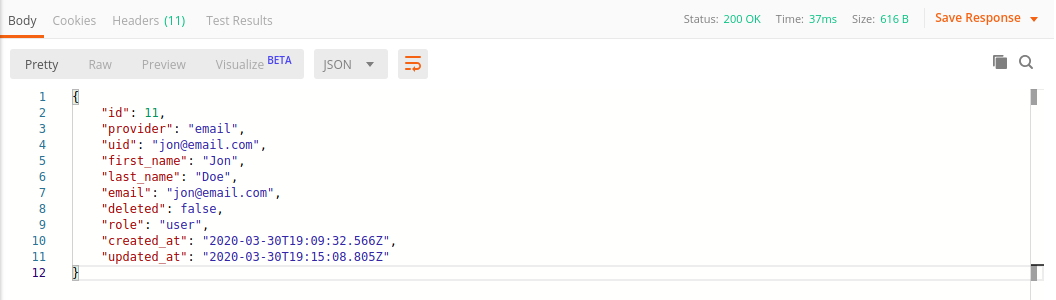 Body Cookies Headers (11) Test Results Status: 200 OK Time: 37ms Size: 616 B Save Response
Pretty Raw Preview Visualize BETA JSON
1 {
2 "id": 11,
3 "provider": "email",
4 "uid": "jon@email.com",
5 "first_name": "Jon",
6 "last_name": "Doe",
7 "email": "jon@email.com",
8 "deleted": false,
9 "role": "user",
10 "created_at": "2020-03-30T19:09:32.566Z",
11 "updated_at": "2020-03-30T19:15:08.805Z"
12 }